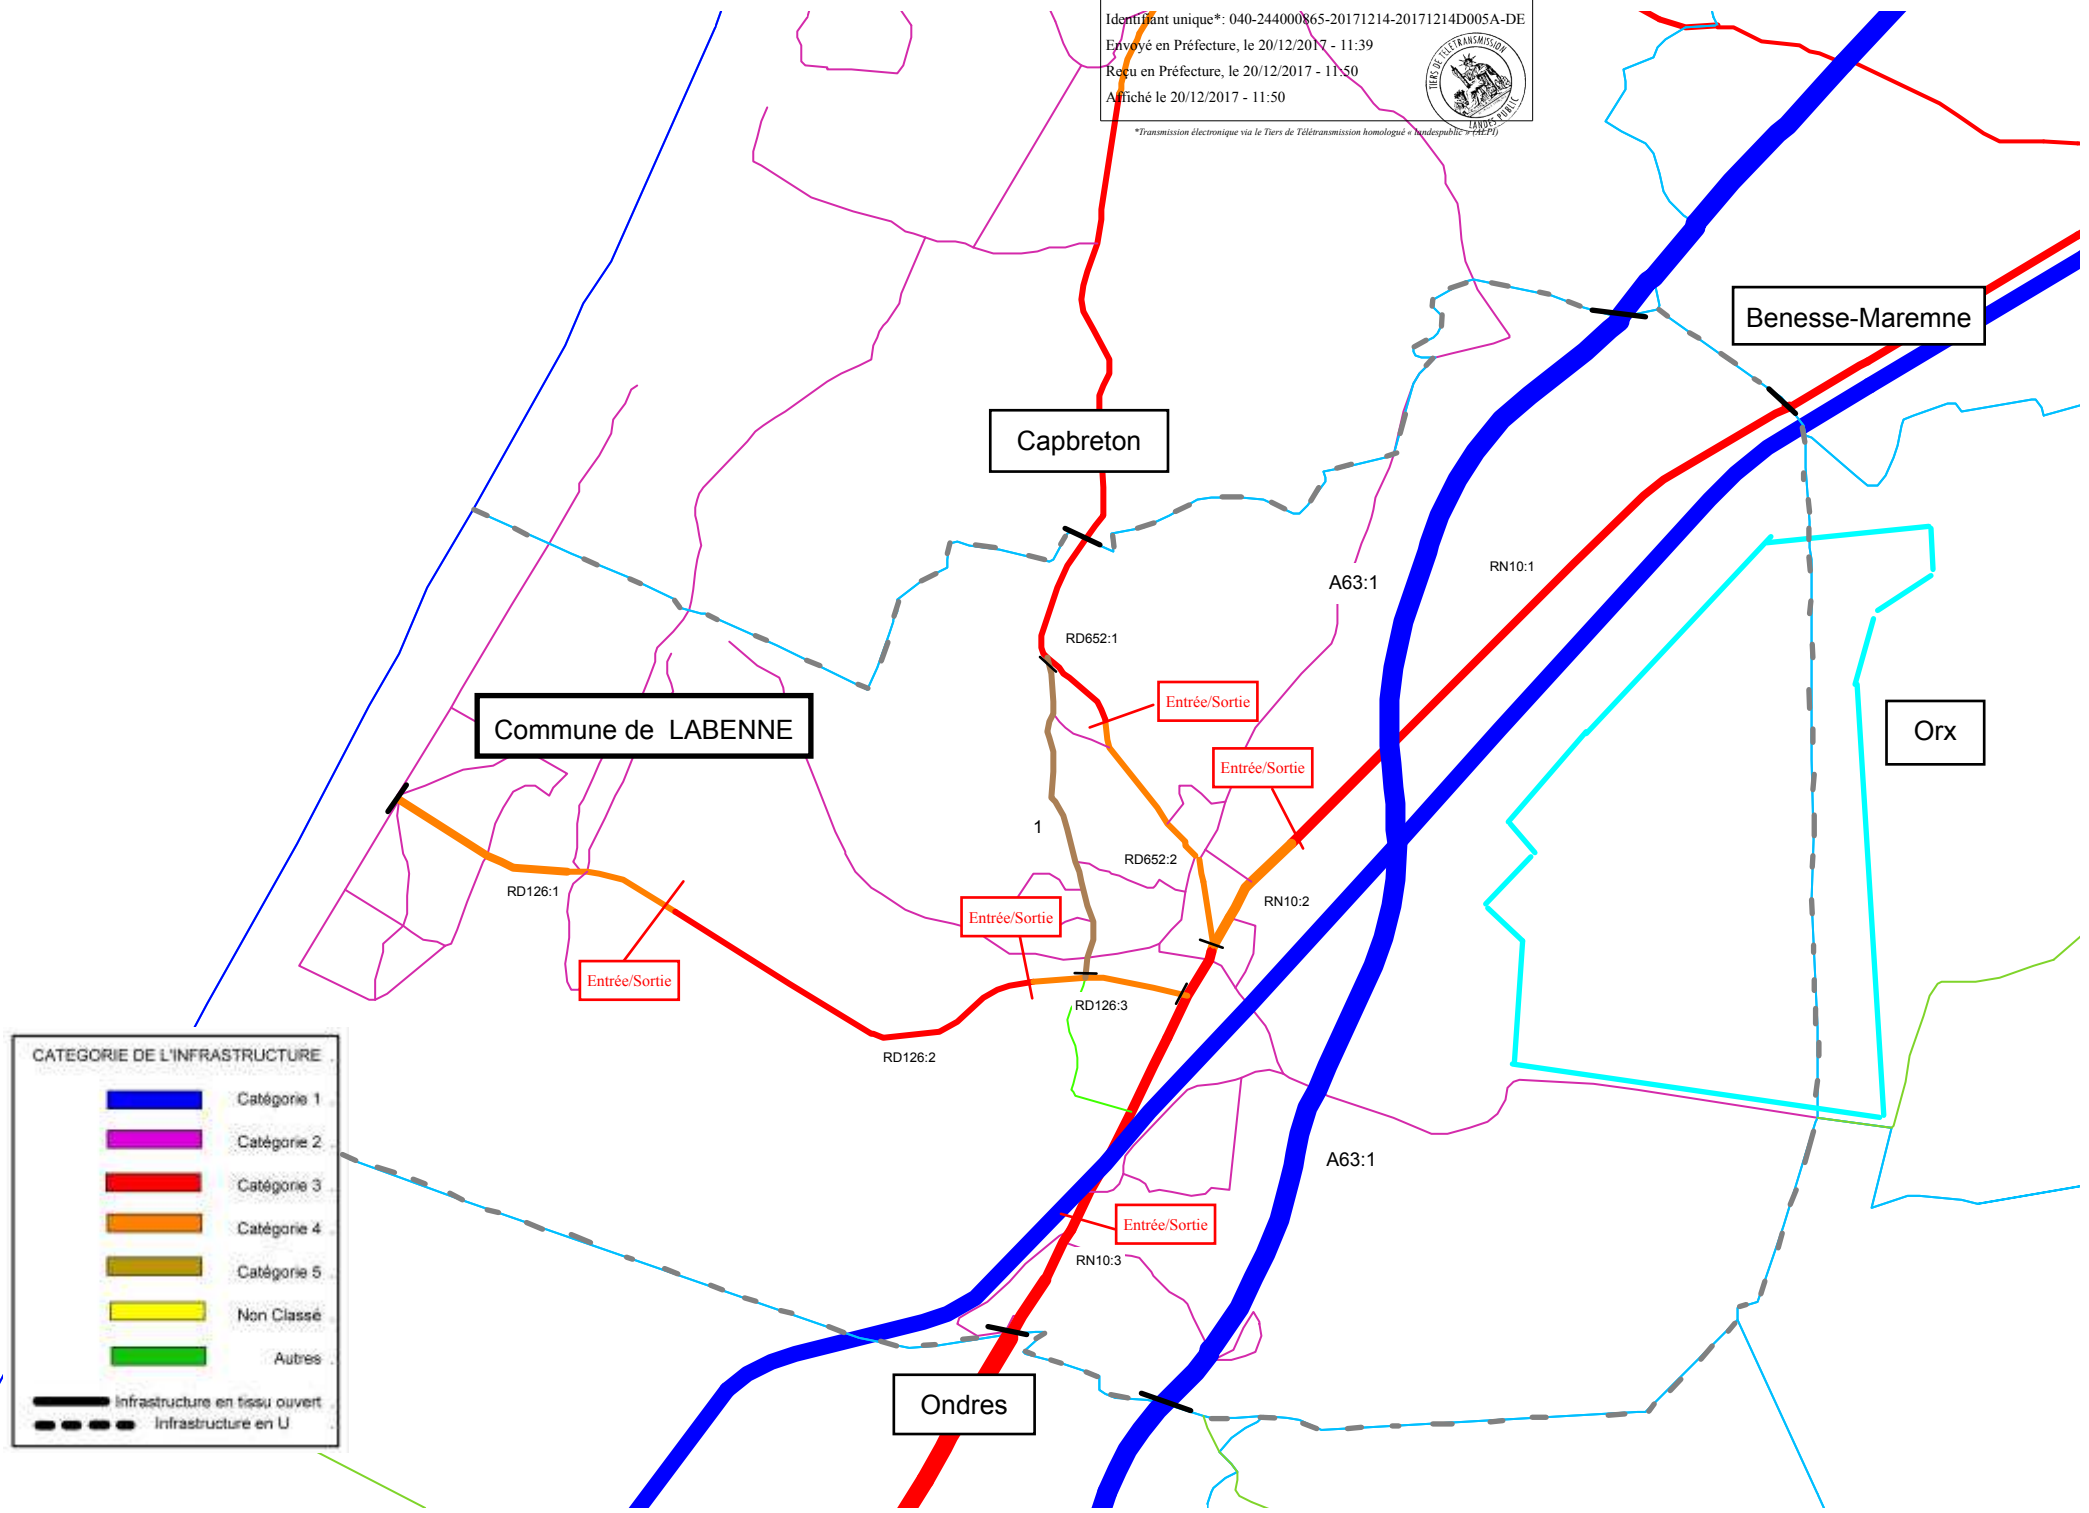 Identifiant unique*: 040-244000865-20171214-20171214D005A-DE
Envoyé en Préfecture, le 20/12/2017 - 11:39
Reçu en Préfecture, le 20/12/2017 - 11:50
Affiché le 20/12/2017 - 11:50
TIERS DE TÉLÉTRANSMISSION
LANDES PUBLIC
*Transmission électronique via le Tiers de Télétransmission homologué « landespublic » (ALPI)
Benesse-Maremne
Capbreton
A63:1
RN10:1
RD652:1
Entrée/Sortie
Commune de LABENNE
Orx
Entrée/Sortie
1
RD652:2
RD126:1
RN10:2
Entrée/Sortie
Entrée/Sortie
RD126:3
RD126:2
A63:1
Entrée/Sortie
RN10:3
Ondres
CATEGORIE DE L'INFRASTRUCTURE
Catégorie 1
Catégorie 2
Catégorie 3
Catégorie 4
Catégorie 5
Non Classé
Autres
Infrastructure en tissu ouvert
Infrastructure en U